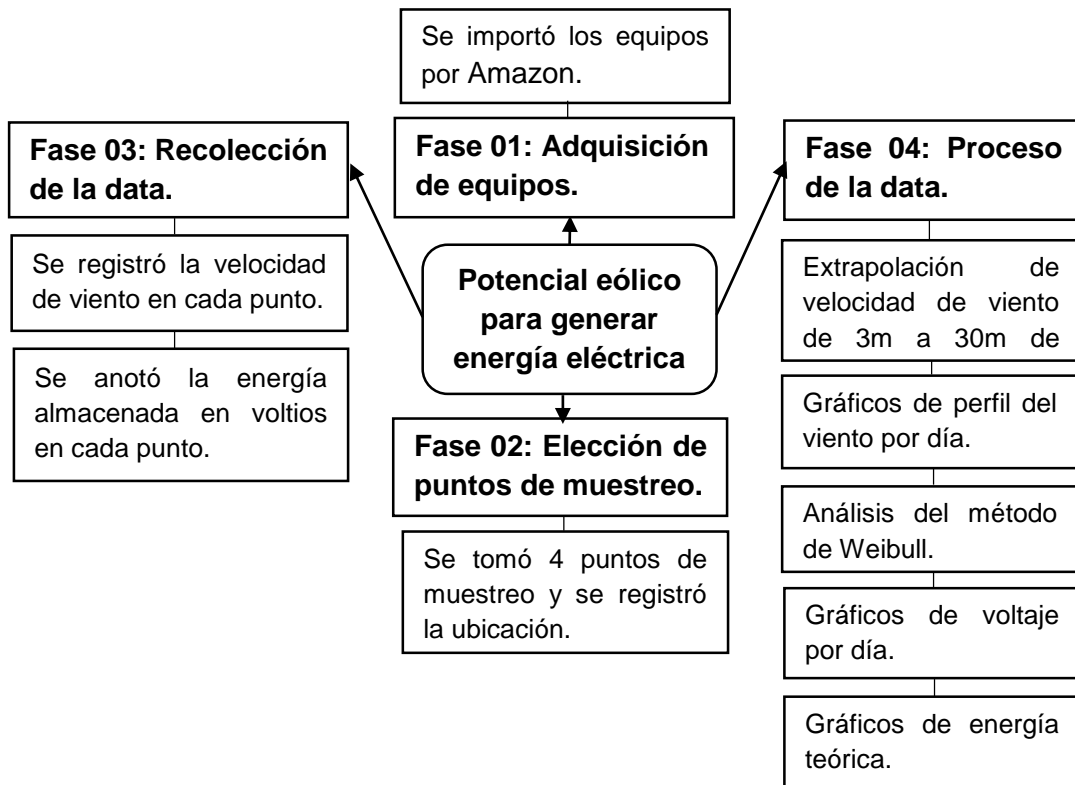 Se importó los equipos
por Amazon.
Fase 01: Adquisición
de equipos.
Fase 03: Recolección
de la data.
Se registró la velocidad
de viento en cada punto.
Se anotó la energía
almacenada en voltios
en cada punto.
Potencial eólico
para generar
energía eléctrica
Fase 02: Elección de
puntos de muestreo.
Se tomó 4 puntos de
muestreo y se registró
la ubicación.
Fase 04: Proceso
de la data.
Extrapolación de
velocidad de viento
de 3m a 30m de
Gráficos de perfil del
viento por día.
Análisis del método
de Weibull.
Gráficos de voltaje
por día.
Gráficos de energía
teórica.